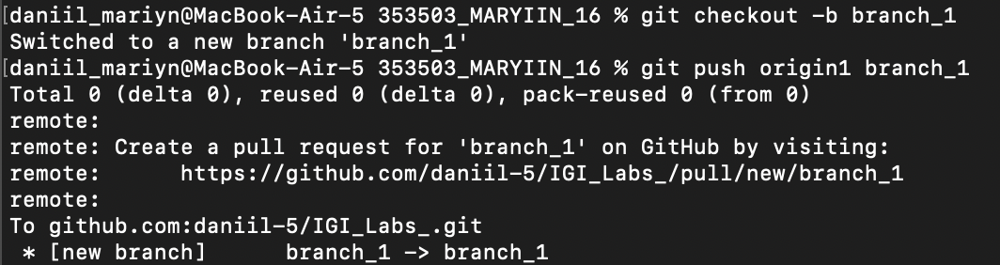 [daniil_mariyn@MacBook-Air-5 353503_MARYIIN_16 % git checkout -b branch_1
Switched to a new branch 'branch_1'
[daniil_mariyn@MacBook-Air-5 353503_MARYIIN_16 % git push origin1 branch_1
Total 0 (delta 0), reused 0 (delta 0), pack-reused 0 (from 0)
remote:
remote: Create a pull request for 'branch_1' on GitHub by visiting:
remote:      https://github.com/daniil-5/IGI_Labs_/pull/new/branch_1
remote:
To github.com:daniil-5/IGI_Labs_.git
 * [new branch]      branch_1 -> branch_1